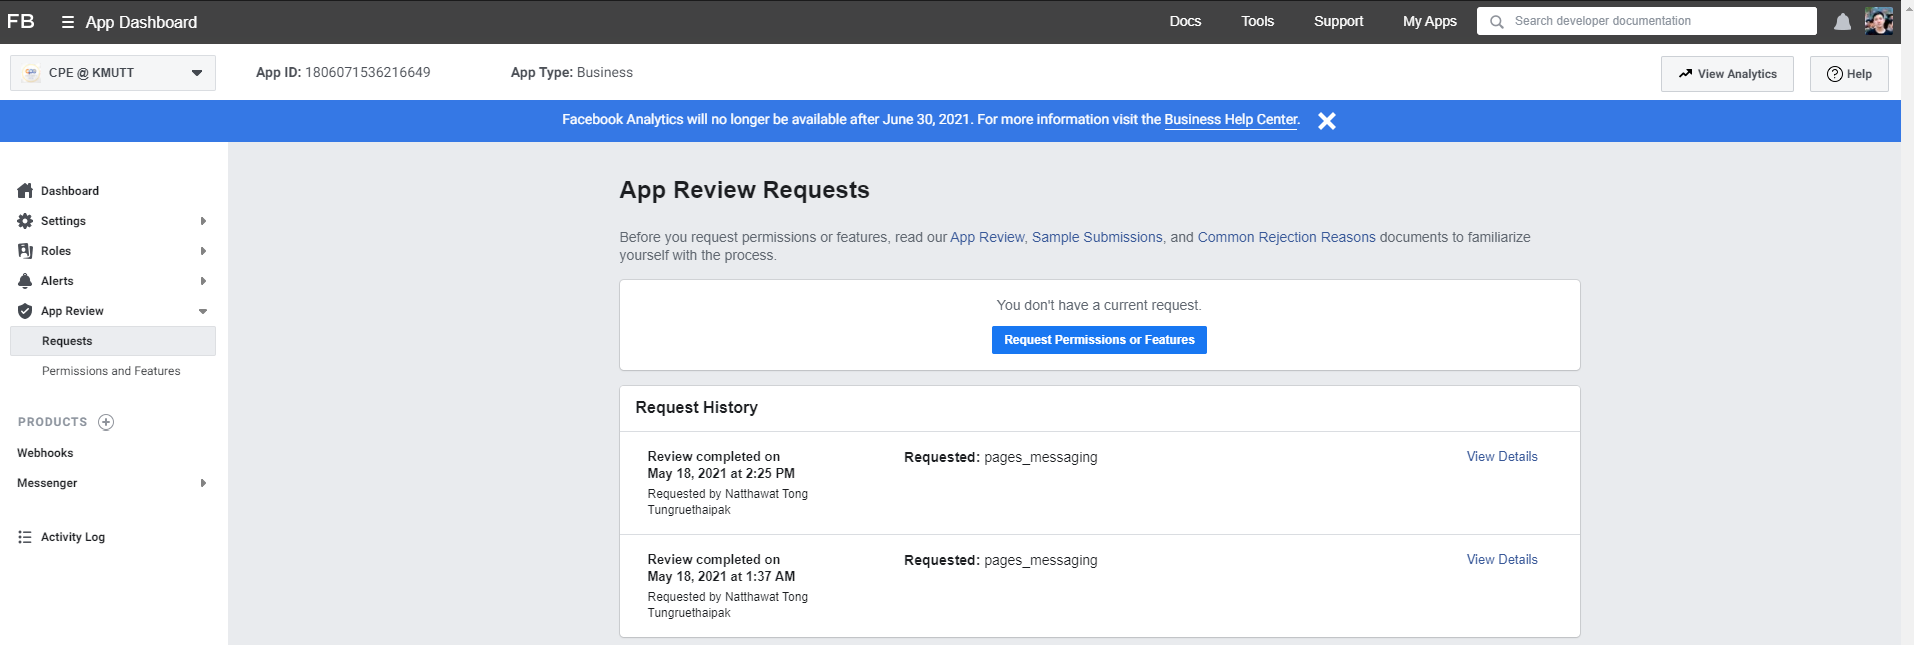 FB
App Dashboard
Docs
Tools
Support
My Apps
Search developer documentation
CPE @ KMUTT
App ID: 1806071536216649
App Type: Business
View Analytics
Help
Facebook Analytics will no longer be available after June 30, 2021. For more information visit the Business Help Center.
Dashboard
Settings
Roles
Alerts
App Review
Requests
Permissions and Features
PRODUCTS
Webhooks
Messenger
Activity Log
App Review Requests
Before you request permissions or features, read our App Review, Sample Submissions, and Common Rejection Reasons documents to familiarize
yourself with the process.
You don't have a current request.
Request Permissions or Features
Request History
Review completed on
May 18, 2021 at 2:25 PM
Requested by Natthawat Tong
Tungruethaipak
Requested: pages_messaging
View Details
Review completed on
May 18, 2021 at 1:37 AM
Requested by Natthawat Tong
Tungruethaipak
Requested: pages_messaging
View Details